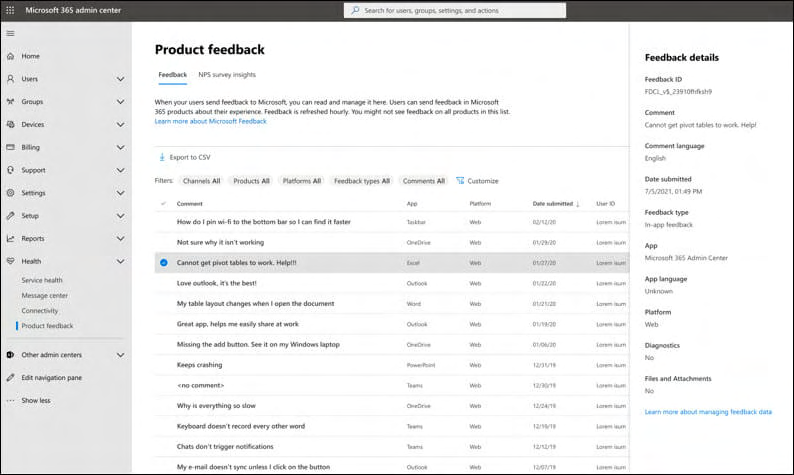 Microsoft 365 admin center
Search for users, groups, settings, and actions
Home
Users
Groups
Devices
Billing
Support
Settings
Setup
Reports
Health
Service health
Message center
Connectivity
Product feedback
Other admin centers
Edit navigation pane
Show less
Product feedback
Feedback NPS survey insights
When your users send feedback to Microsoft, you can read and manage it here. Users can send feedback in Microsoft
365 products about their experience. Feedback is refreshed hourly. You might not see feedback on all products in this list.
Learn more about Microsoft Feedback
Export to CSV
Filters: Channels All Products All Platforms All Feedback types All Comments All Customize
Comment App Platform Date submitted ↓ User ID
How do I pin wi-fi to the bottom bar so I can find it faster Taskbar Web 02/12/20 Lorem isum
Not sure why it isn't working OneDrive Web 01/29/20 Lorem isum
Cannot get pivot tables to work. Help!!! Excel Web 01/27/20 Lorem isum
Love outlook, it's the best! Outlook Web 01/22/20 Lorem isum
My table layout changes when I open the document Word Web 01/21/20 Lorem isum
Great app, helps me easily share at work Outlook Web 01/19/20 Lorem isum
Missing the add button. See it on my Windows laptop OneDrive Web 01/06/20 Lorem isum
Keeps crashing PowerPoint Web 12/31/19 Lorem isum
<no comment> Teams Web 12/30/19 Lorem isum
Why is everything so slow OneDrive Web 12/24/19 Lorem isum
Keyboard doesn't record every other word Teams Web 12/19/19 Lorem isum
Chats don't trigger notifications Teams Web 12/12/19 Lorem isum
My e-mail doesn't sync unless I click on the button Outlook Web 12/07/19 Lorem isum
Feedback details
Feedback ID
FDCL_v$_23910fhfksh9
Comment
Cannot get pivot tables to work. Help!
Comment language
English
Date submitted
7/5/2021, 01:49 PM
Feedback type
In-app feedback
App
Microsoft 365 Admin Center
App language
Unknown
Platform
Web
Diagnostics
No
Files and Attachments
No
Learn more about managing feedback data